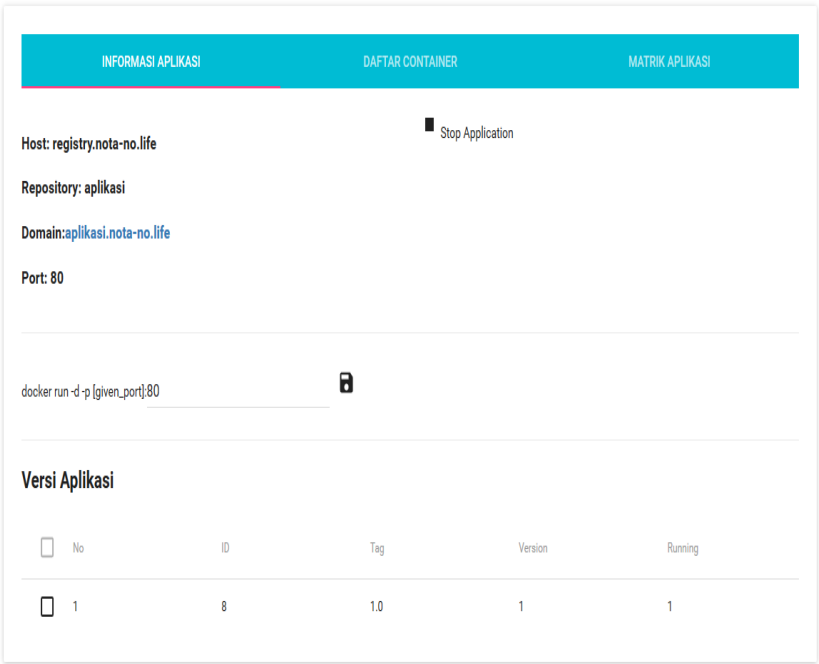 INFORMASI APLIKASI DAFTAR CONTAINER MATRIK APLIKASI
Stop Application
Host: registry.nota-no.life
Repository: aplikasi
Domain:aplikasi.nota-no.life
Port: 80
docker run -d -p [given_port]:80
Versi Aplikasi
No ID Tag Version Running
1 8 1.0 1 1